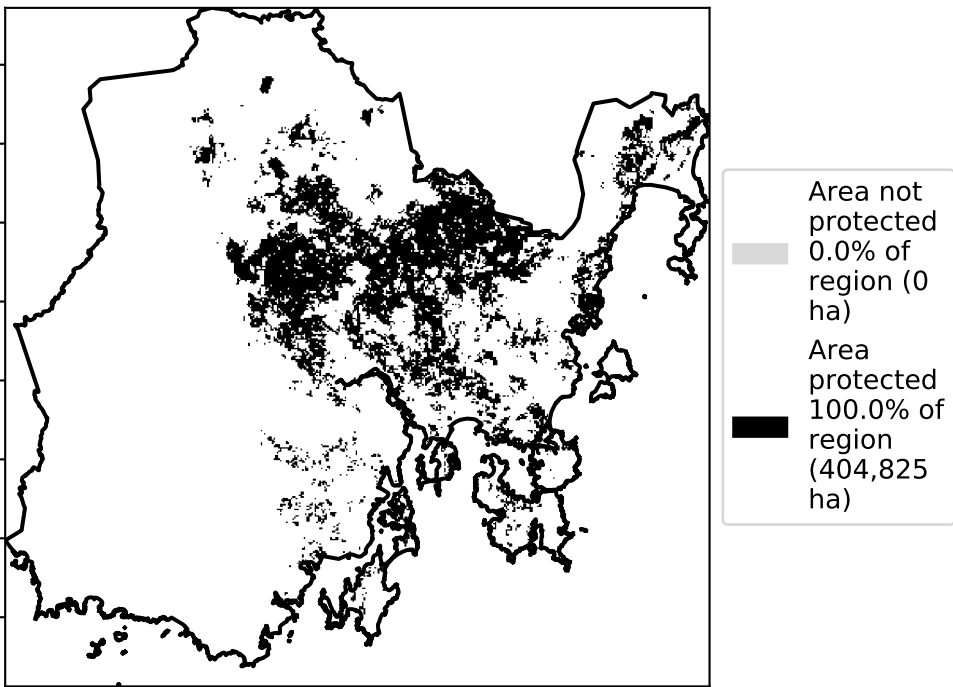 Area not
protected
0.0% of
region (0
ha)
Area
protected
100.0% of
region
(404,825
ha)